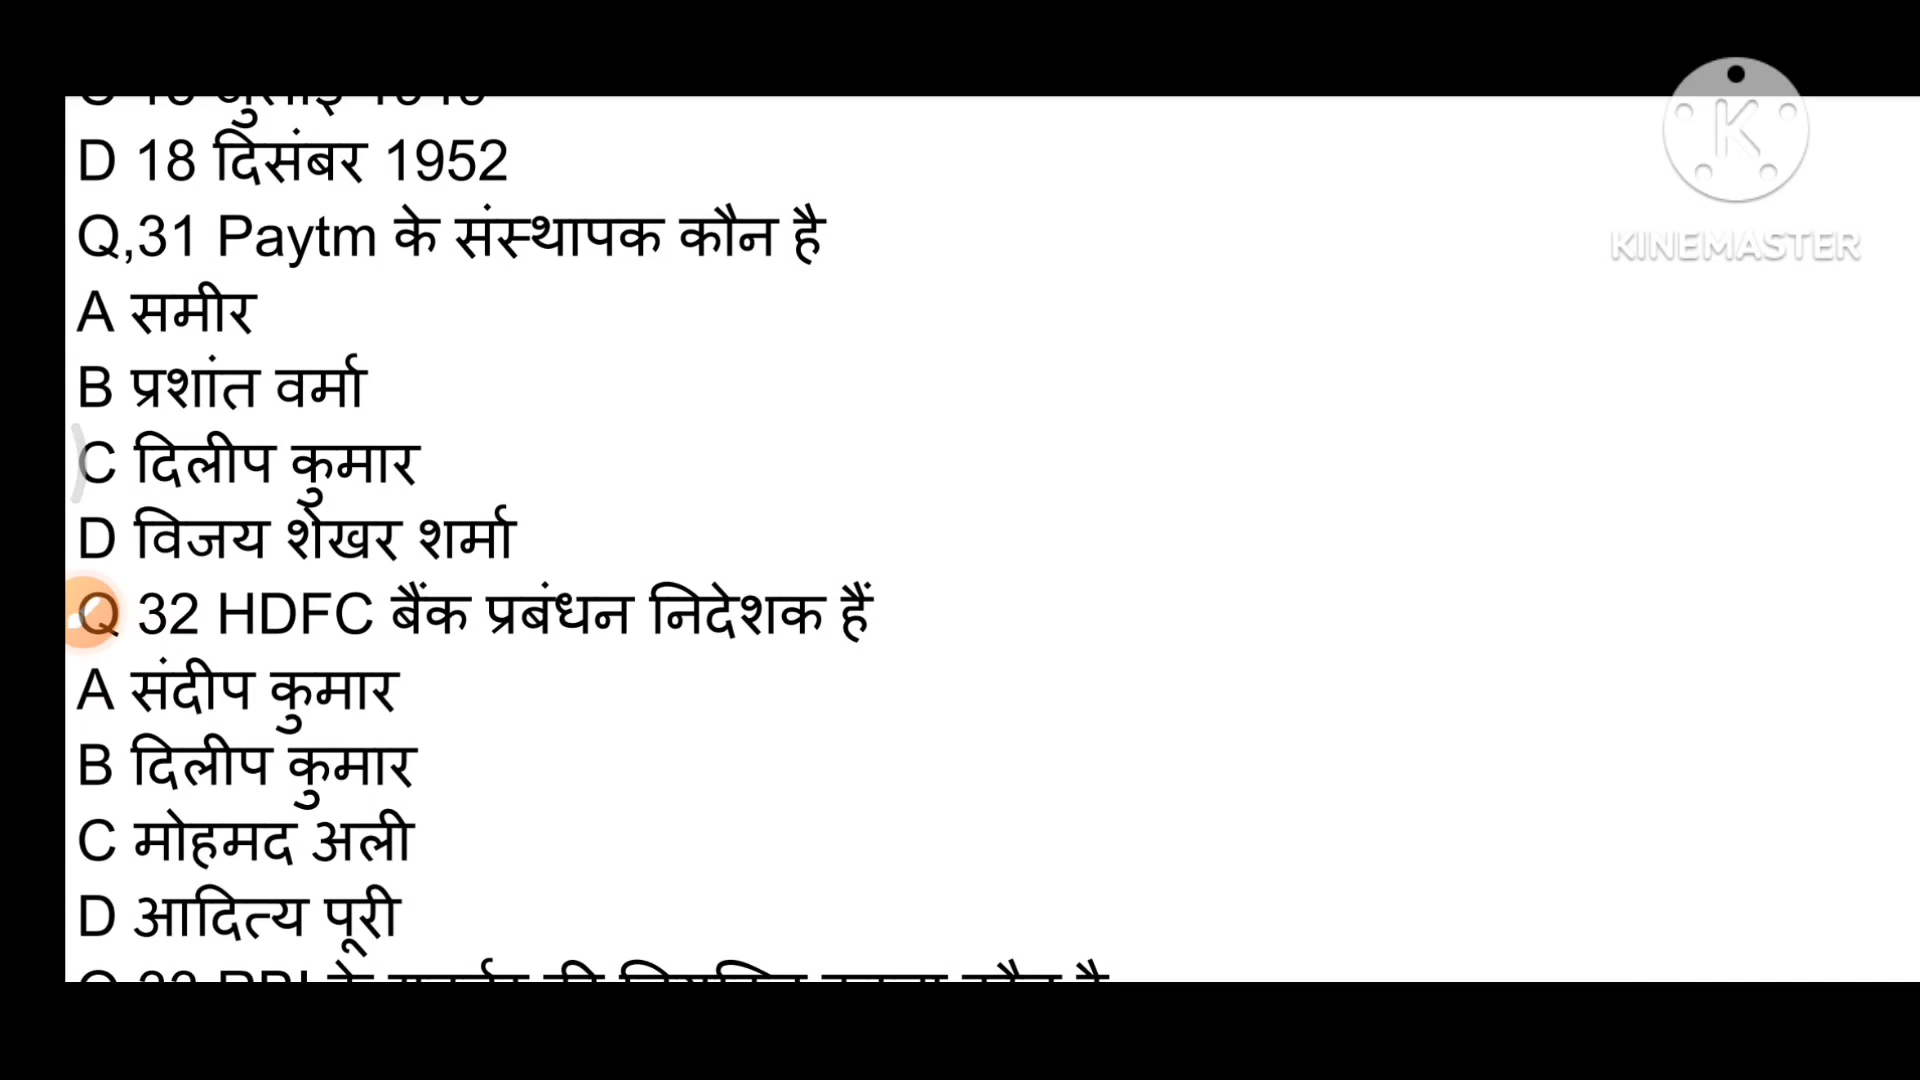 D 18 दिसंबर 1952
Q,31 Paytm के संस्थापक कौन है
A समीर
B प्रशांत वर्मा
C दिलीप कुमार
D विजय शेखर शर्मा
Q 32 HDFC बैंक प्रबंधन निदेशक हैं
A संदीप कुमार
B दिलीप कुमार
C मोहमद अली
D आदित्य पूरी
K
KINEMASTER